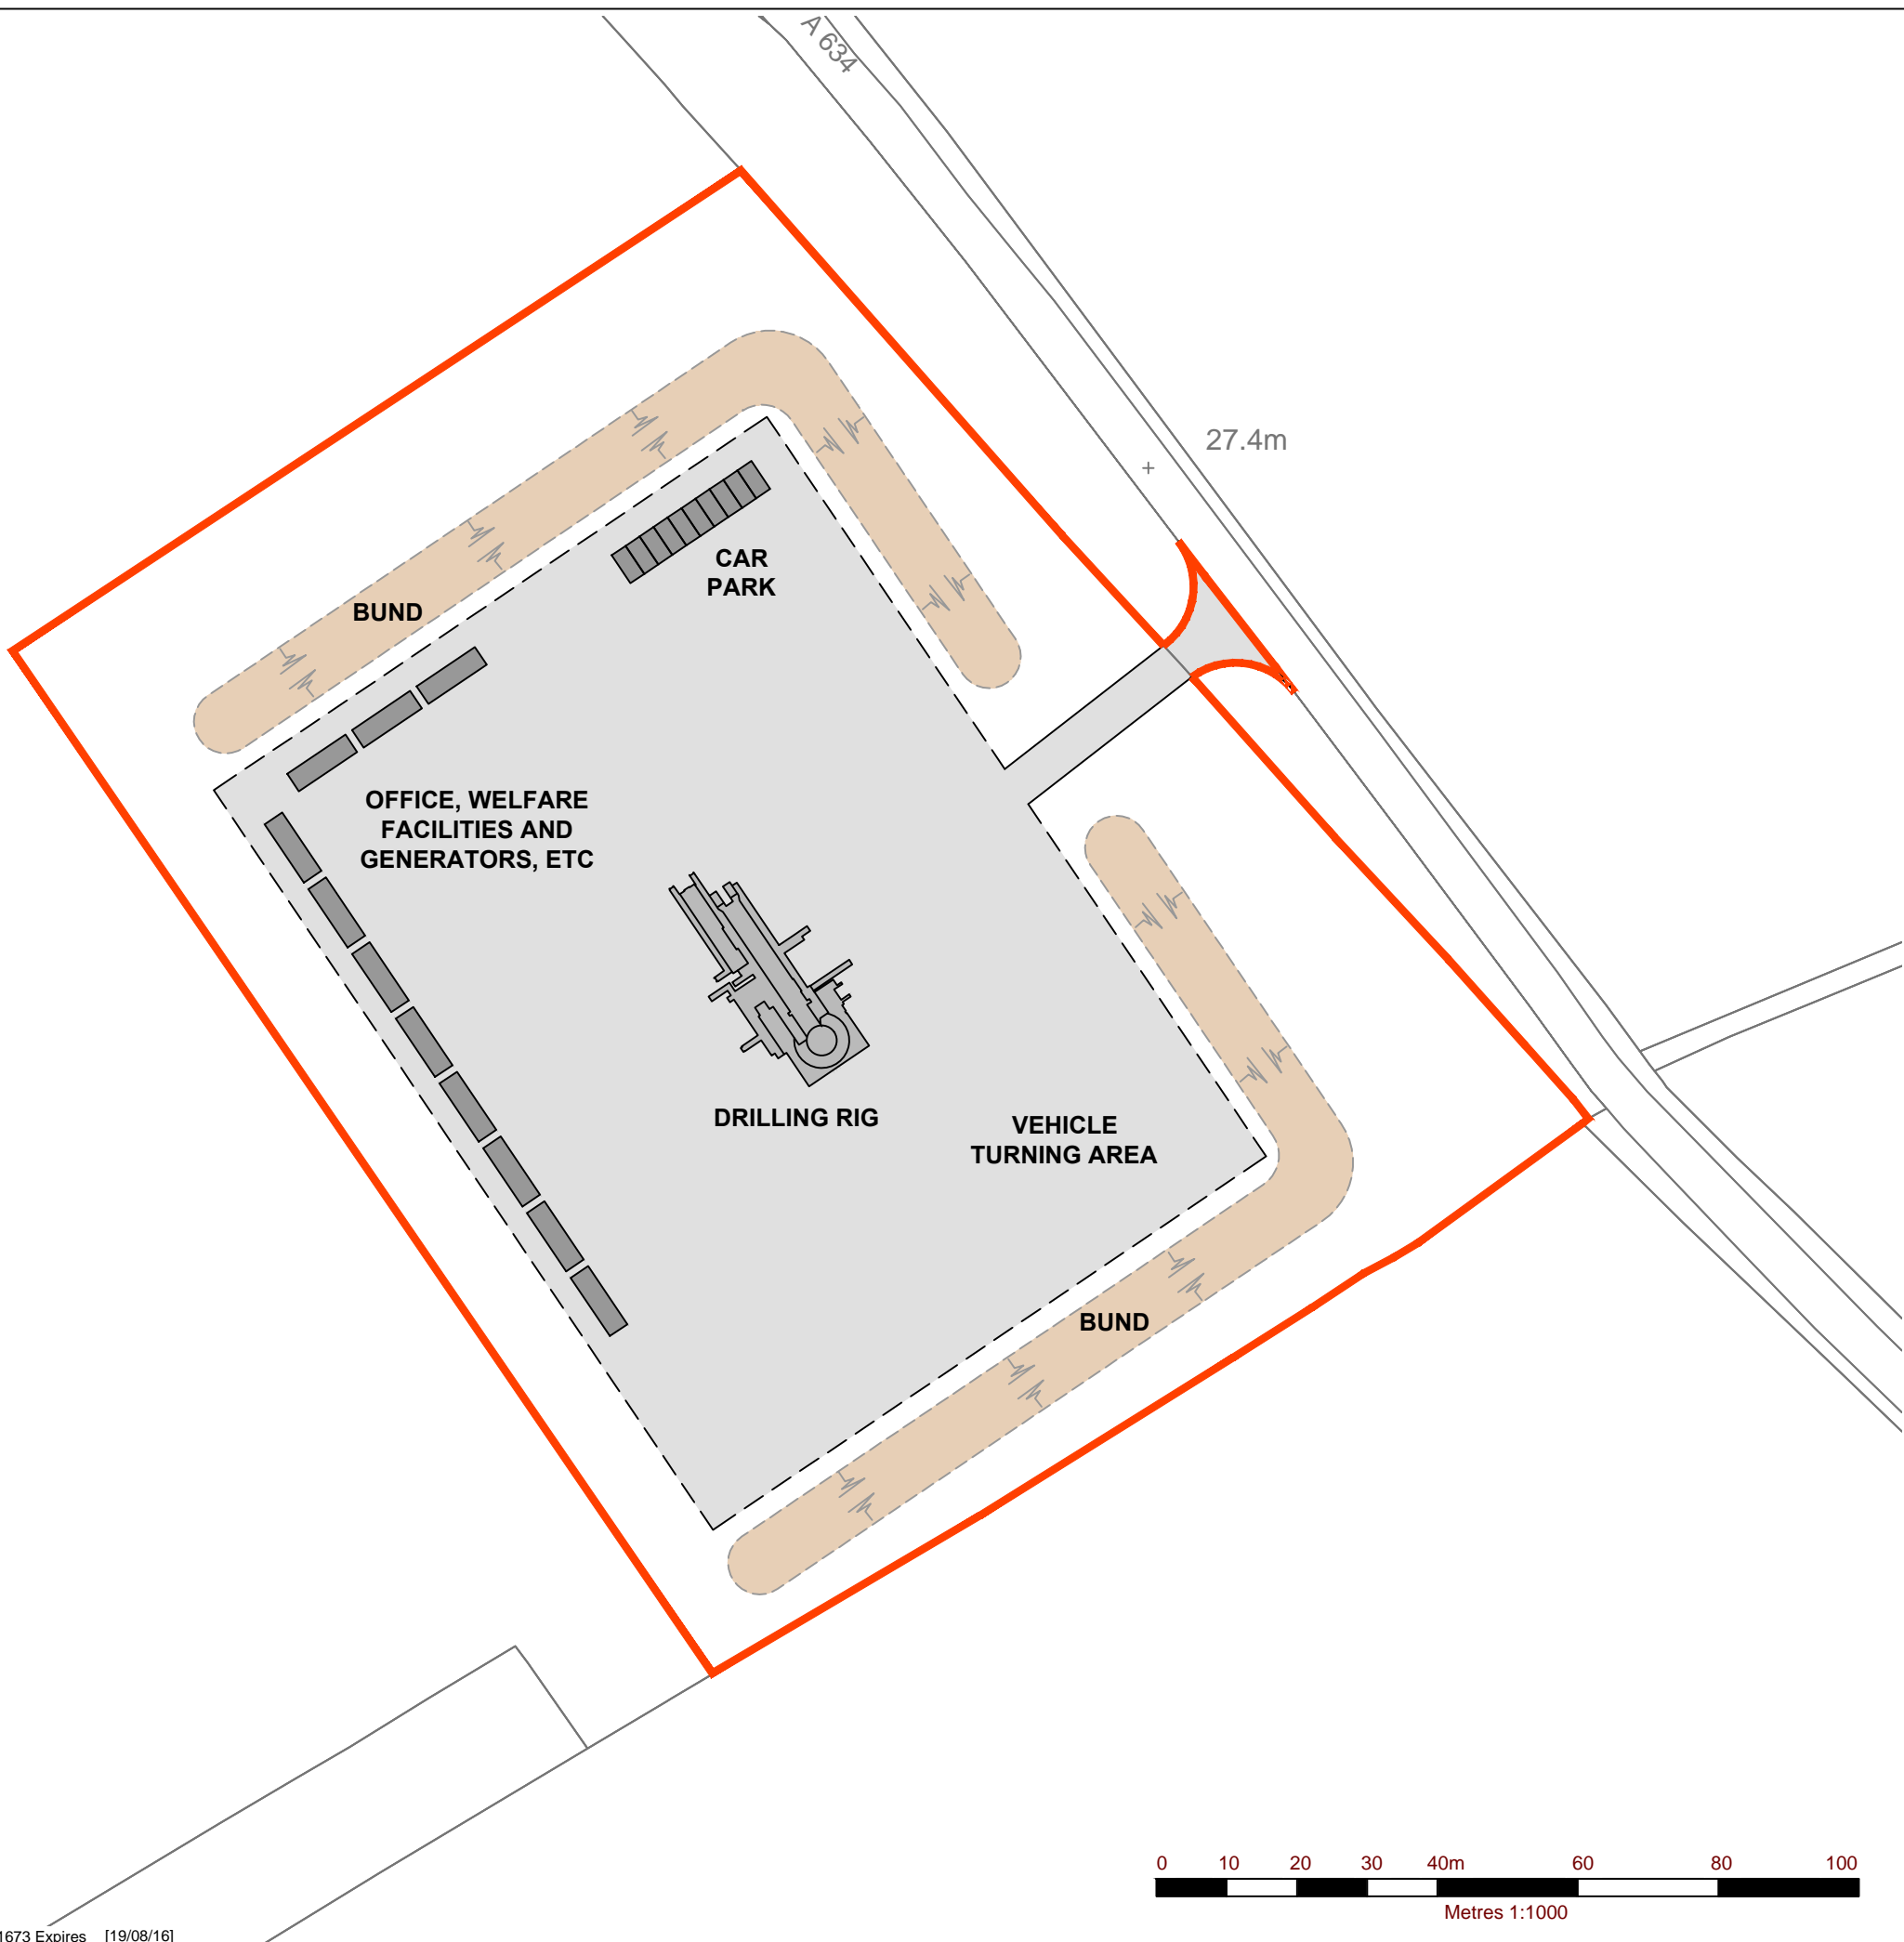 A 634
27.4m
CAR
PARK
BUND
OFFICE, WELFARE
FACILITIES AND
GENERATORS, ETC
DRILLING RIG
VEHICLE
TURNING AREA
BUND
0 10 20 30 40m 60 80 100
Metres 1:1000
1673 Expires [19/08/16]